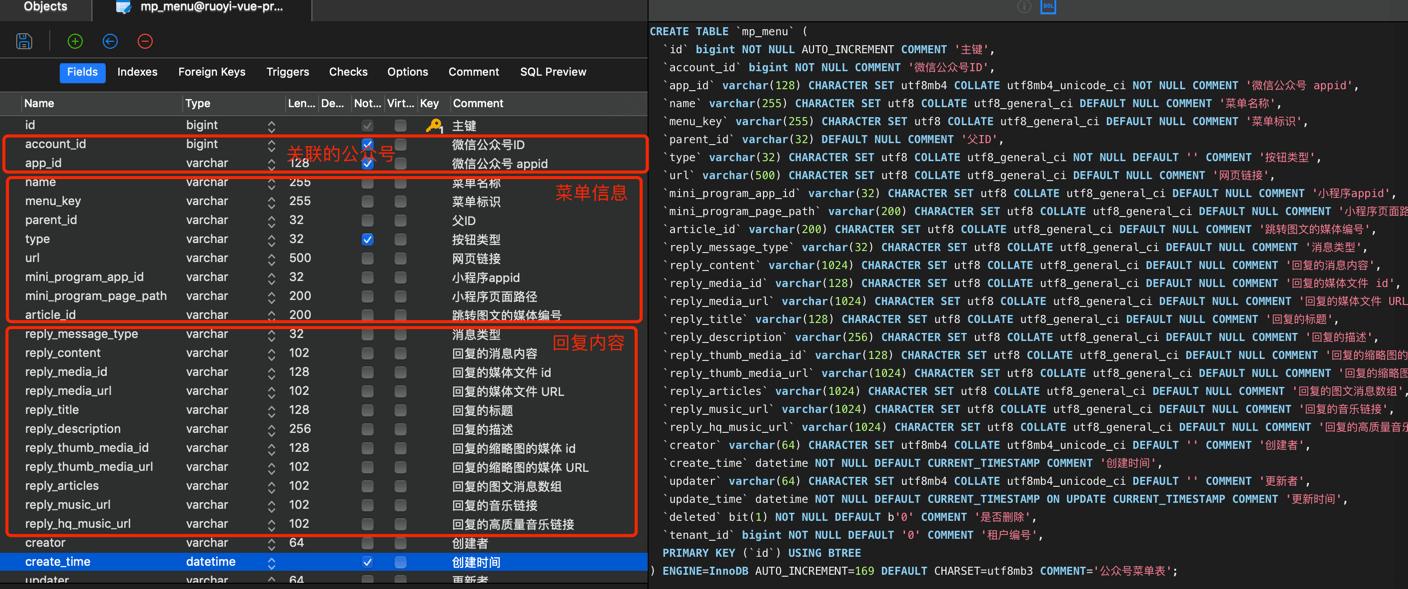 Objects mp_menu@ruoyi-vue-pr...
Fields Indexes Foreign Keys Triggers Checks Options Comment SQL Preview
Name Type Len... De... Not... Virt... Key Comment
id bigint 1 主键
account_id bigint 微信公众号ID
关联的公众号
app_id varchar 128 微信公众号 appid
name varchar 255 菜单名称
菜单信息
menu_key varchar 255 菜单标识
parent_id varchar 32 父ID
type varchar 32 按钮类型
url varchar 500 网页链接
mini_program_app_id varchar 32 小程序appid
mini_program_page_path varchar 200 小程序页面路径
article_id varchar 200 跳转图文的媒体编号
reply_message_type varchar 32 消息类型
回复内容
reply_content varchar 102 回复的消息内容
reply_media_id varchar 128 回复的媒体文件 id
reply_media_url varchar 102 回复的媒体文件 URL
reply_title varchar 128 回复的标题
reply_description varchar 256 回复的描述
reply_thumb_media_id varchar 128 回复的缩略图的媒体 id
reply_thumb_media_url varchar 102 回复的缩略图的媒体 URL
reply_articles varchar 102 回复的图文消息数组
reply_music_url varchar 102 回复的音乐链接
reply_hq_music_url varchar 102 回复的高质量音乐链接
creator varchar 64 创建者
create_time datetime 创建时间
updater varchar 64 更新者
DDL
CREATE TABLE `mp_menu` (
`id` bigint NOT NULL AUTO_INCREMENT COMMENT '主键',
`account_id` bigint NOT NULL COMMENT '微信公众号ID',
`app_id` varchar(128) CHARACTER SET utf8mb4 COLLATE utf8mb4_unicode_ci NOT NULL COMMENT '微信公众号 appid',
`name` varchar(255) CHARACTER SET utf8 COLLATE utf8_general_ci DEFAULT NULL COMMENT '菜单名称',
`menu_key` varchar(255) CHARACTER SET utf8 COLLATE utf8_general_ci DEFAULT NULL COMMENT '菜单标识',
`parent_id` varchar(32) DEFAULT NULL COMMENT '父ID',
`type` varchar(32) CHARACTER SET utf8 COLLATE utf8_general_ci NOT NULL DEFAULT '' COMMENT '按钮类型',
`url` varchar(500) CHARACTER SET utf8 COLLATE utf8_general_ci DEFAULT NULL COMMENT '网页链接',
`mini_program_app_id` varchar(32) CHARACTER SET utf8 COLLATE utf8_general_ci DEFAULT NULL COMMENT '小程序appid',
`mini_program_page_path` varchar(200) CHARACTER SET utf8 COLLATE utf8_general_ci DEFAULT NULL COMMENT '小程序页面路
`article_id` varchar(200) CHARACTER SET utf8 COLLATE utf8_general_ci DEFAULT NULL COMMENT '跳转图文的媒体编号',
`reply_message_type` varchar(32) CHARACTER SET utf8 COLLATE utf8_general_ci DEFAULT NULL COMMENT '消息类型',
`reply_content` varchar(1024) CHARACTER SET utf8 COLLATE utf8_general_ci DEFAULT NULL COMMENT '回复的消息内容',
`reply_media_id` varchar(128) CHARACTER SET utf8 COLLATE utf8_general_ci DEFAULT NULL COMMENT '回复的媒体文件 id',
`reply_media_url` varchar(1024) CHARACTER SET utf8 COLLATE utf8_general_ci DEFAULT NULL COMMENT '回复的媒体文件 URL
`reply_title` varchar(128) CHARACTER SET utf8 COLLATE utf8_general_ci DEFAULT NULL COMMENT '回复的标题',
`reply_description` varchar(256) CHARACTER SET utf8 COLLATE utf8_general_ci DEFAULT NULL COMMENT '回复的描述',
`reply_thumb_media_id` varchar(128) CHARACTER SET utf8 COLLATE utf8_general_ci DEFAULT NULL COMMENT '回复的缩略图的
`reply_thumb_media_url` varchar(1024) CHARACTER SET utf8 COLLATE utf8_general_ci DEFAULT NULL COMMENT '回复的缩略图
`reply_articles` varchar(1024) CHARACTER SET utf8 COLLATE utf8_general_ci DEFAULT NULL COMMENT '回复的图文消息数组',
`reply_music_url` varchar(1024) CHARACTER SET utf8 COLLATE utf8_general_ci DEFAULT NULL COMMENT '回复的音乐链接',
`reply_hq_music_url` varchar(1024) CHARACTER SET utf8 COLLATE utf8_general_ci DEFAULT NULL COMMENT '回复的高质量音乐
`creator` varchar(64) CHARACTER SET utf8mb4 COLLATE utf8mb4_unicode_ci DEFAULT '' COMMENT '创建者',
`create_time` datetime NOT NULL DEFAULT CURRENT_TIMESTAMP COMMENT '创建时间',
`updater` varchar(64) CHARACTER SET utf8mb4 COLLATE utf8mb4_unicode_ci DEFAULT '' COMMENT '更新者',
`update_time` datetime NOT NULL DEFAULT CURRENT_TIMESTAMP ON UPDATE CURRENT_TIMESTAMP COMMENT '更新时间',
`deleted` bit(1) NOT NULL DEFAULT b'0' COMMENT '是否删除',
`tenant_id` bigint NOT NULL DEFAULT '0' COMMENT '租户编号',
PRIMARY KEY (`id`) USING BTREE
) ENGINE=InnoDB AUTO_INCREMENT=169 DEFAULT CHARSET=utf8mb3 COMMENT='公众号菜单表';